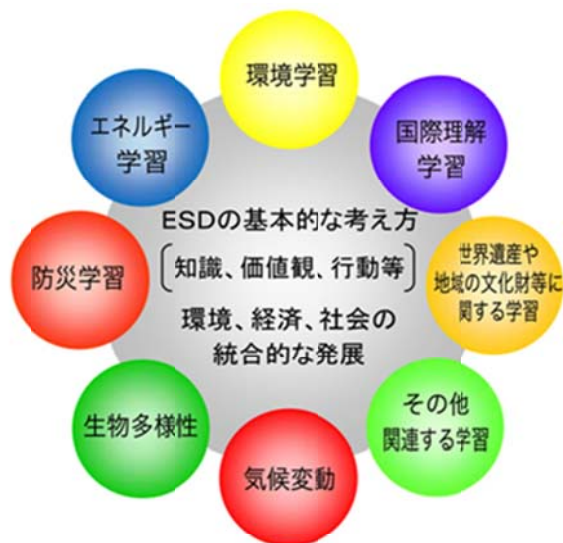 環境学習
エネルギー
学習
国際理解
学習
ESDの基本的な考え方
[知識、価値観、行動等]
環境、経済、社会の
統合的な発展
防災学習
世界遺産や
地域の文化財等に
関する学習
生物多様性
その他
関連する学習
気候変動